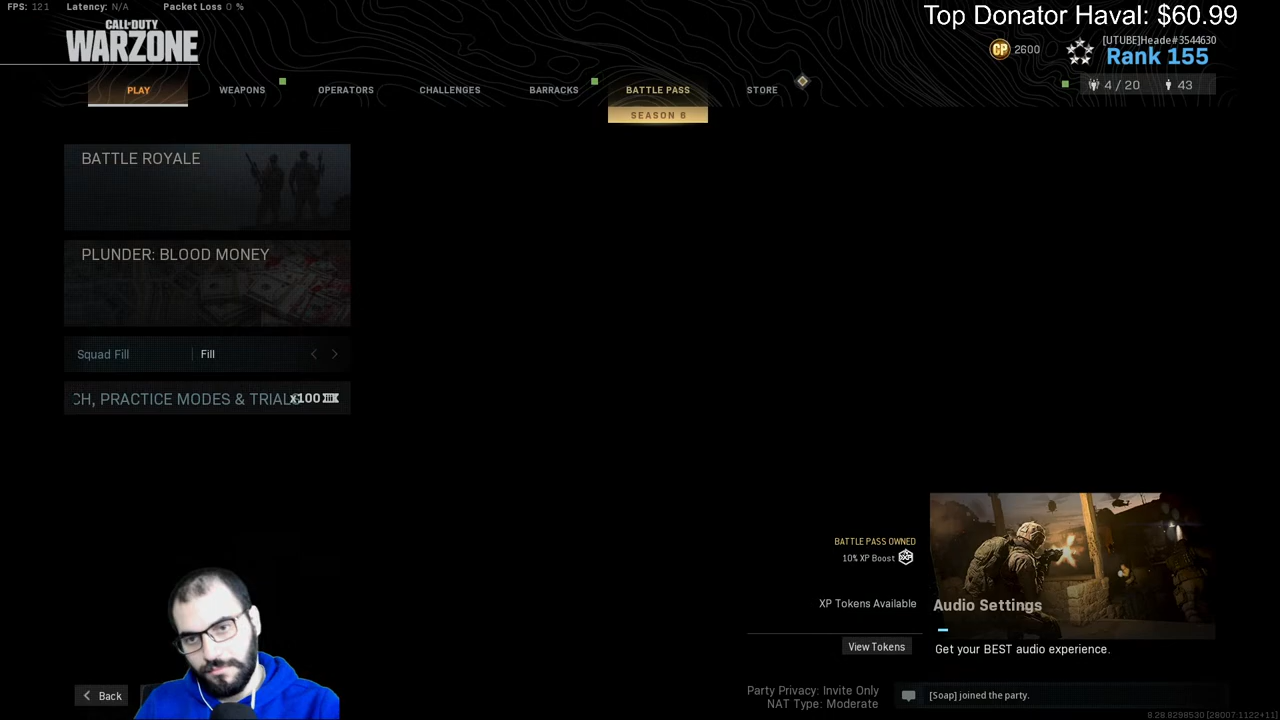 FPS: 121 Latency: N/A Packet Loss 0 %
Top Donator Haval: $60.99
CALL OF DUTY
WARZONE
CP 2600
[UTUBE]Heade#3544630
Rank 155
4 / 20 43
PLAY WEAPONS OPERATORS CHALLENGES BARRACKS BATTLE PASS STORE
SEASON 6
BATTLE ROYALE
PLUNDER: BLOOD MONEY
Squad Fill Fill
CH, PRACTICE MODES & TRIALS x100
BATTLE PASS OWNED
10% XP Boost
XP Tokens Available
View Tokens
Audio Settings
Get your BEST audio experience.
Back
Party Privacy: Invite Only
NAT Type: Moderate
[Soap] joined the party.